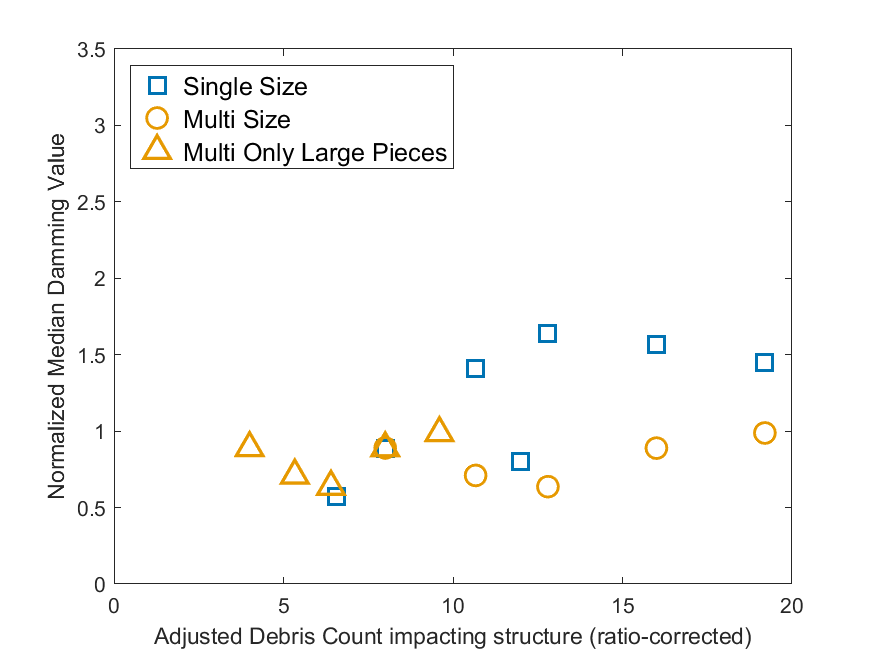 3.5
3
2.5
2
1.5
1
0.5
0
Normalized Median Damming Value
Single Size
Multi Size
Multi Only Large Pieces
0 5 10 15 20
Adjusted Debris Count impacting structure (ratio-corrected)